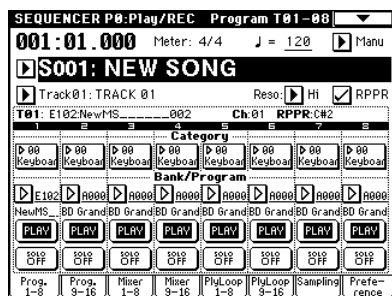 SEQUENCER P0:Play/REC Program T01-08
001:01.000 Meter: 4/4 ♩ = 120 Manu
S001: NEW SONG
Track01: TRACK 01 Reso: Hi RPPR
T01: E102:NewMS______002 Ch:01 RPPR:C#2
1 2 3 4 5 6 7 8
Category
00 00 00 00 00 00 00 00
Keyboar Keyboar Keyboar Keyboar Keyboar Keyboar Keyboar Keyboar
Bank/Program
E102 A000 A000 A000 A000 A000 A000 A000
NewMS_ BD Grand BD Grand BD Grand BD Grand BD Grand BD Grand BD Grand
PLAY PLAY PLAY PLAY PLAY PLAY PLAY PLAY
SOLO SOLO SOLO SOLO SOLO SOLO SOLO SOLO
OFF OFF OFF OFF OFF OFF OFF OFF
Prog. Prog. Mixer Mixer PlyLoop PlyLoop Sampling Prefe-
1-8 9-16 1-8 9-16 1-8 9-16 rence